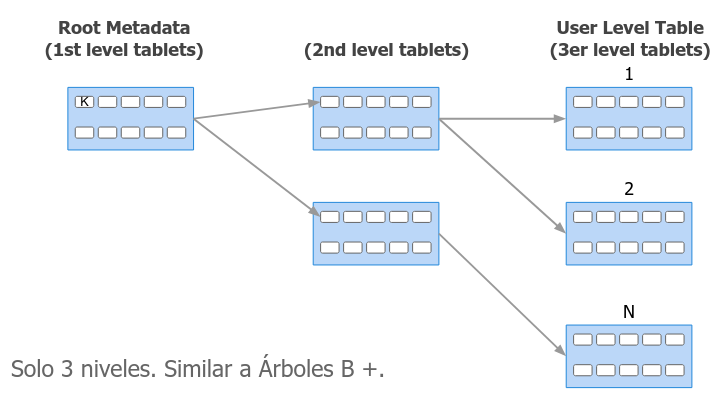 Root Metadata
(1st level tablets)
(2nd level tablets)
User Level Table
(3er level tablets)
1
K
2
N
Solo 3 niveles. Similar a Árboles B +.